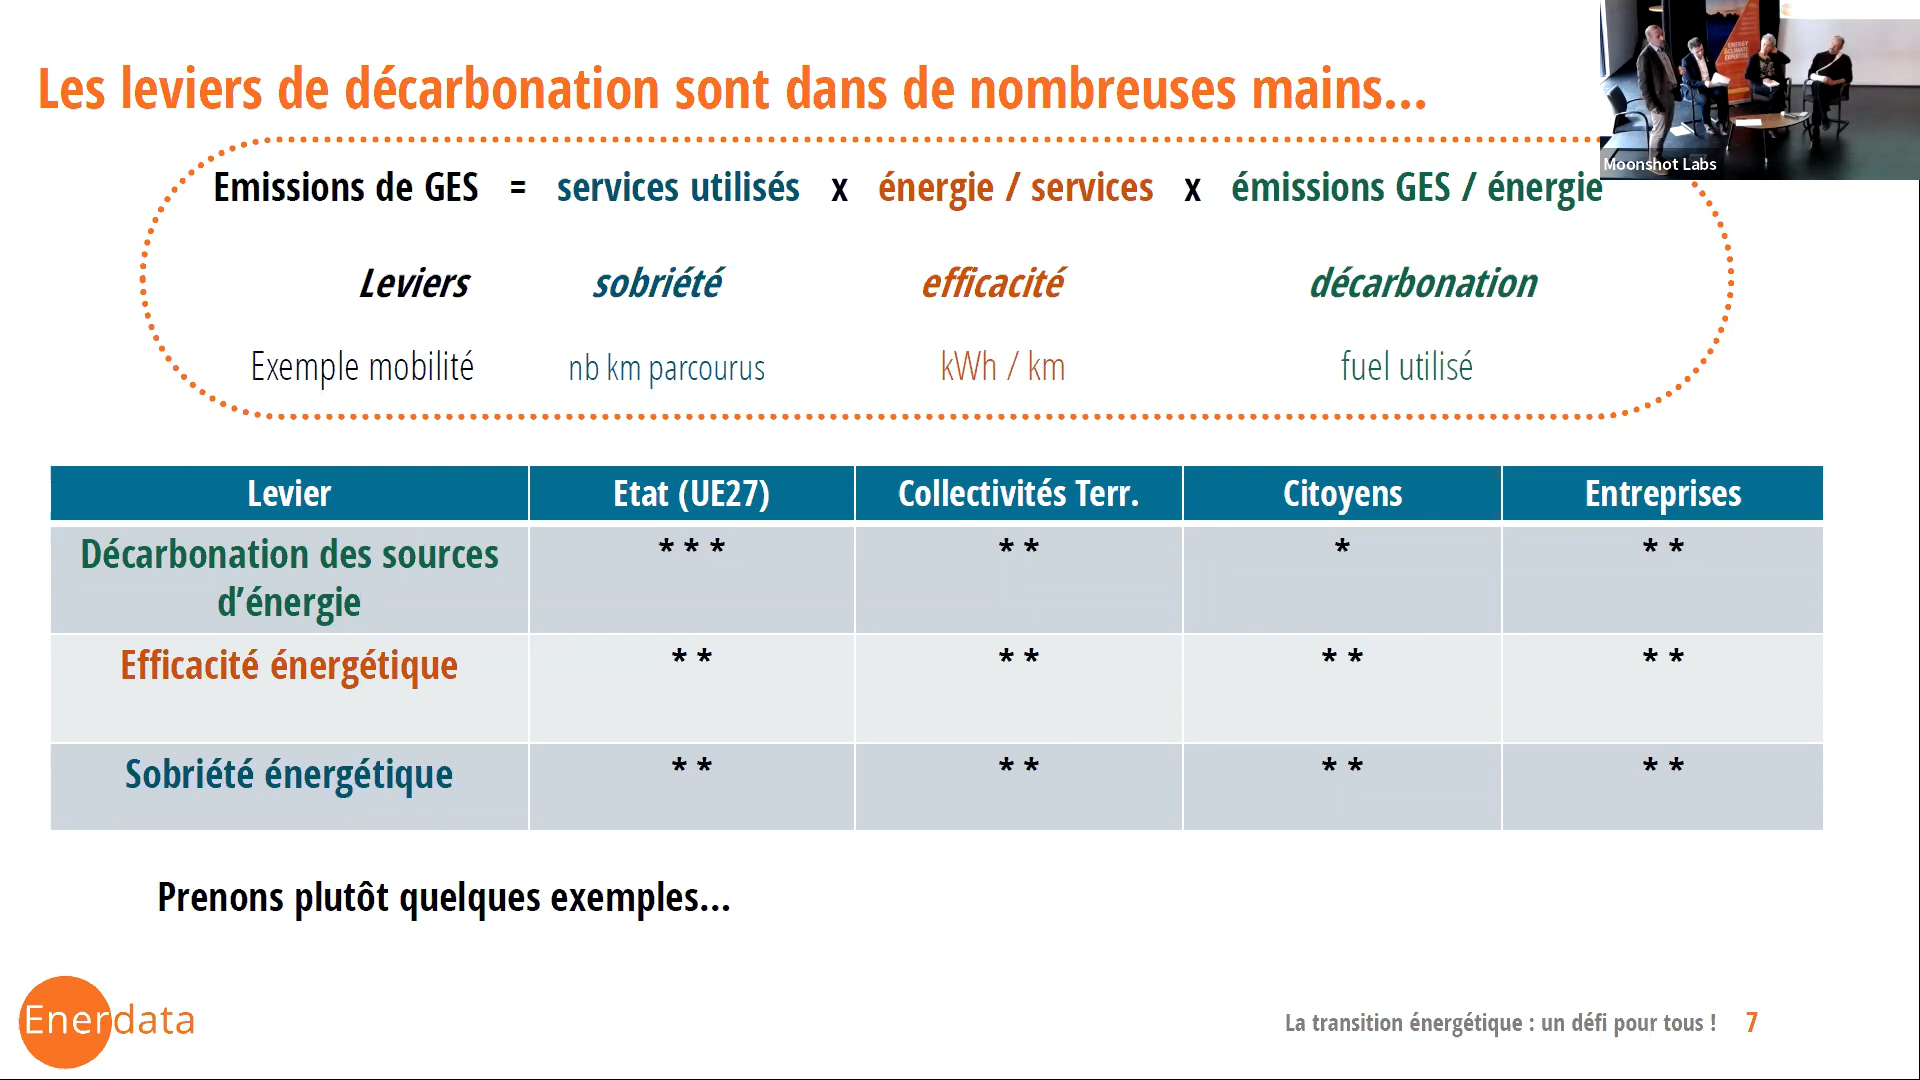 Les leviers de décarbonation sont dans de nombreuses mains...
ENERGY
&CLIMATE
EXPERTISE
Moonshot Labs
Emissions de GES = services utilisés x énergie / services x émissions GES / énergie
Leviers sobriété efficacité décarbonation
Exemple mobilité nb km parcourus kWh / km fuel utilisé
Levier Etat (UE27) Collectivités Terr. Citoyens Entreprises
Décarbonation des sources * * * * * * * *
d’énergie
Efficacité énergétique * * * * * * * *
Sobriété énergétique * * * * * * * *
Prenons plutôt quelques exemples...
Enerdata
La transition énergétique : un défi pour tous ! 7